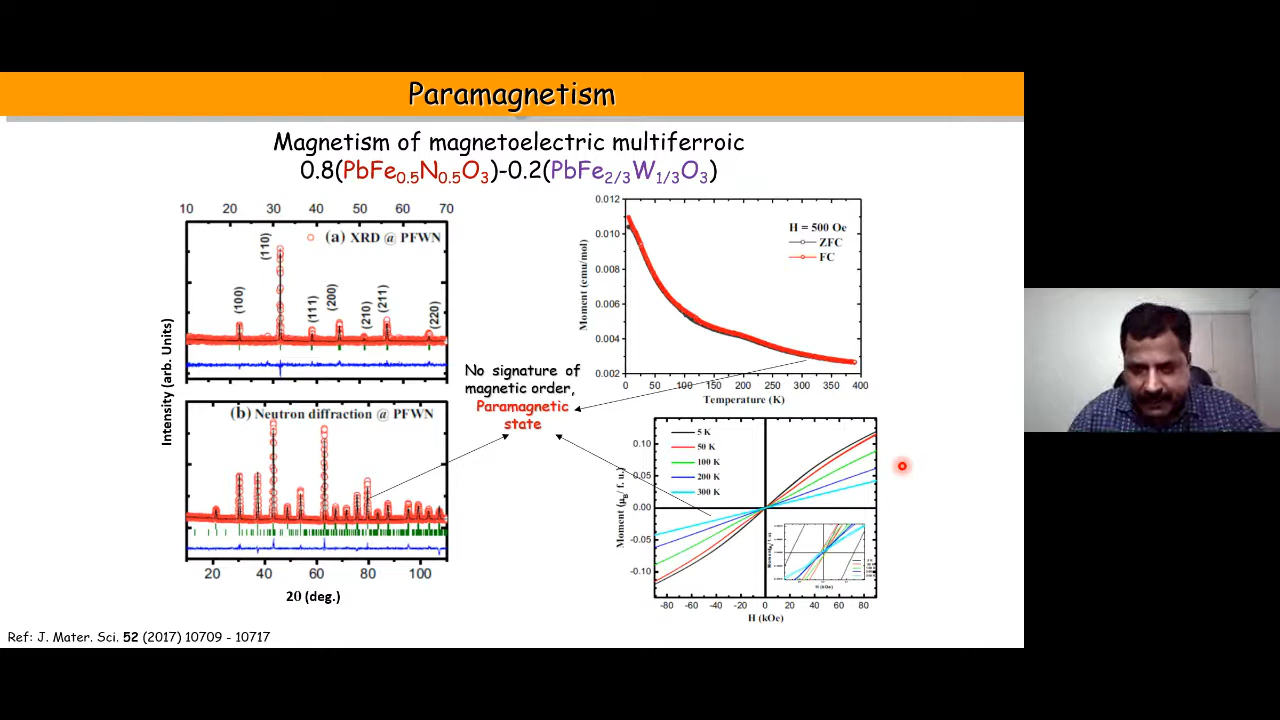 Paramagnetism
Magnetism of magnetoelectric multiferroic
0.8(PbFe0.5N0.5O3)-0.2(PbFe2/3W1/3O3)
10 20 30 40 50 60 70
(a) XRD @ PFWN
(100)
(110)
(111)
(200)
(210)
(211)
(220)
Intensity (arb. Units)
(b) Neutron diffraction @ PFWN
20 40 60 80 100
2θ (deg.)
No signature of
magnetic order,
Paramagnetic
state
0.012
0.010
0.008
0.006
0.004
0.002
Moment (emu/mol)
H = 500 Oe
ZFC
FC
0 50 100 150 200 250 300 350 400
Temperature (K)
0.10
0.05
0.00
-0.05
-0.10
Moment (μB/ f. u.)
5 K
50 K
100 K
200 K
300 K
H (kOe)
-80 -60 -40 -20 0 20 40 60 80
H (kOe)
Ref: J. Mater. Sci. 52 (2017) 10709 - 10717